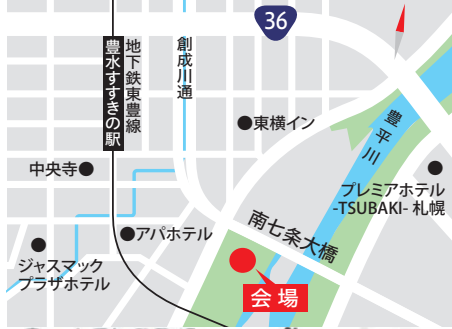 36
地下鉄東豊線
豊水すすきの駅
創成川通
東横イン
豊平川
中央寺
プレミアホテル
-TSUBAKI- 札幌
南七条大橋
アパホテル
ジャスマック
プラザホテル
会場